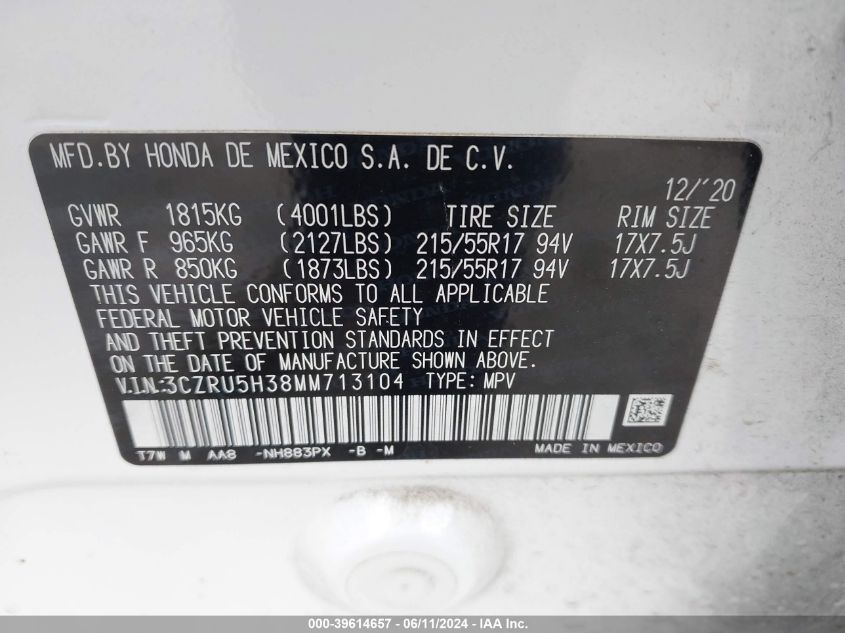 MFD.BY HONDA DE MEXICO S.A. DE C.V.
12/'20
GVWR 1815KG (4001LBS) TIRE SIZE RIM SIZE
GAWR F 965KG (2127LBS) 215/55R17 94V 17X7.5J
GAWR R 850KG (1873LBS) 215/55R17 94V 17X7.5J
THIS VEHICLE CONFORMS TO ALL APPLICABLE
FEDERAL MOTOR VEHICLE SAFETY
AND THEFT PREVENTION STANDARDS IN EFFECT
ON THE DATE OF MANUFACTURE SHOWN ABOVE.
V.I.N:3CZRU5H38MM713104 TYPE: MPV
T7W M AA8 -NH883PX -B -M MADE IN MEXICO
000-39614657 - 06/11/2024 - IAA Inc.